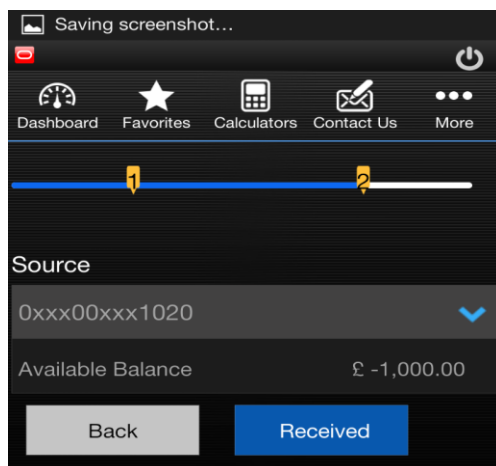 Saving screenshot...
Dashboard Favorites Calculators Contact Us More
1 2
Source
0xxx00xxx1020
Available Balance £ -1,000.00
Back Received